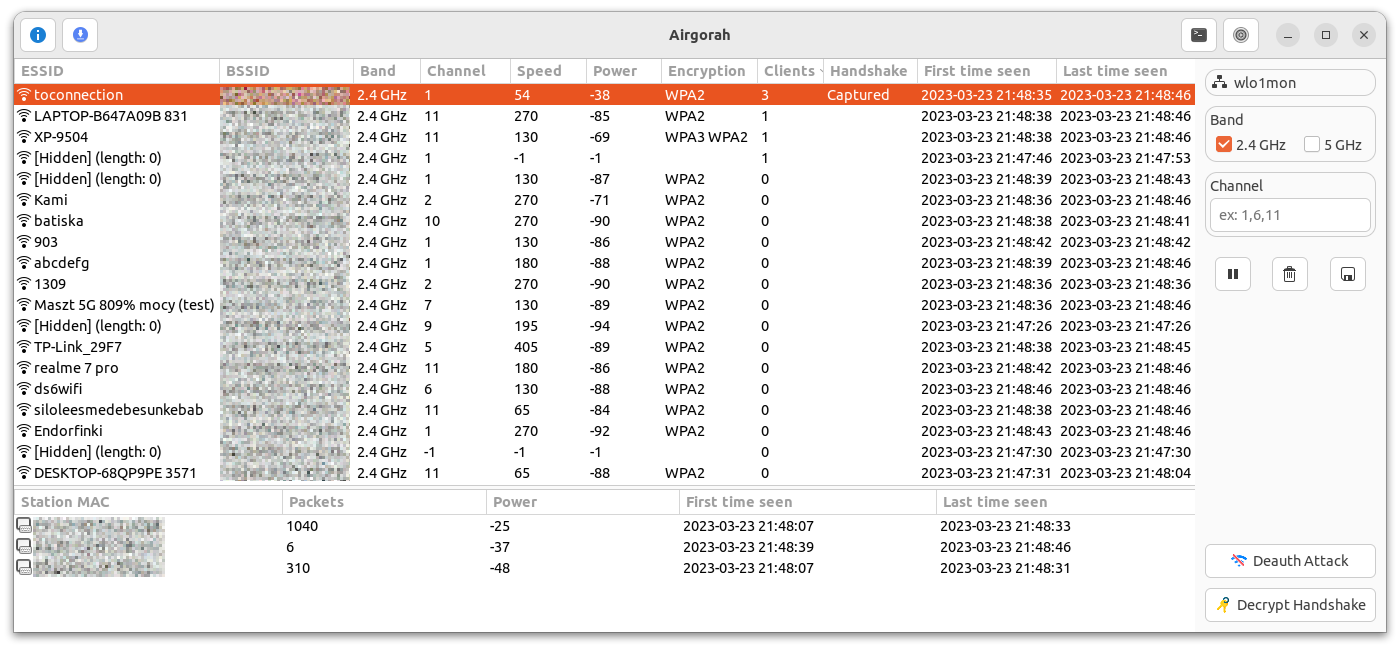 Airgorah
ESSID BSSID Band Channel Speed Power Encryption Clients Handshake First time seen Last time seen
toconnection 2.4 GHz 1 54 -38 WPA2 3 Captured 2023-03-23 21:48:35 2023-03-23 21:48:46
LAPTOP-B647A09B 831 2.4 GHz 11 270 -85 WPA2 1 2023-03-23 21:48:38 2023-03-23 21:48:46
XP-9504 2.4 GHz 11 130 -69 WPA3 WPA2 1 2023-03-23 21:48:38 2023-03-23 21:48:46
[Hidden] (length: 0) 2.4 GHz 1 -1 -1 1 2023-03-23 21:47:46 2023-03-23 21:47:53
[Hidden] (length: 0) 2.4 GHz 1 130 -87 WPA2 0 2023-03-23 21:48:39 2023-03-23 21:48:43
Kami 2.4 GHz 2 270 -71 WPA2 0 2023-03-23 21:48:36 2023-03-23 21:48:46
batiska 2.4 GHz 10 270 -90 WPA2 0 2023-03-23 21:48:38 2023-03-23 21:48:41
903 2.4 GHz 1 130 -86 WPA2 0 2023-03-23 21:48:42 2023-03-23 21:48:42
abcdefg 2.4 GHz 1 180 -88 WPA2 0 2023-03-23 21:48:39 2023-03-23 21:48:46
1309 2.4 GHz 2 270 -90 WPA2 0 2023-03-23 21:48:36 2023-03-23 21:48:36
Maszt 5G 809% mocy (test) 2.4 GHz 7 130 -89 WPA2 0 2023-03-23 21:48:36 2023-03-23 21:48:46
[Hidden] (length: 0) 2.4 GHz 9 195 -94 WPA2 0 2023-03-23 21:47:26 2023-03-23 21:47:26
TP-Link_29F7 2.4 GHz 5 405 -89 WPA2 0 2023-03-23 21:48:38 2023-03-23 21:48:45
realme 7 pro 2.4 GHz 11 180 -86 WPA2 0 2023-03-23 21:48:42 2023-03-23 21:48:46
ds6wifi 2.4 GHz 6 130 -88 WPA2 0 2023-03-23 21:48:46 2023-03-23 21:48:46
siloleesmedebesunkebab 2.4 GHz 11 65 -84 WPA2 0 2023-03-23 21:48:38 2023-03-23 21:48:46
Endorfinki 2.4 GHz 1 270 -92 WPA2 0 2023-03-23 21:48:43 2023-03-23 21:48:46
[Hidden] (length: 0) 2.4 GHz -1 -1 -1 0 2023-03-23 21:47:30 2023-03-23 21:47:30
DESKTOP-68QP9PE 3571 2.4 GHz 11 65 -88 WPA2 0 2023-03-23 21:47:31 2023-03-23 21:48:04
Station MAC Packets Power First time seen Last time seen
1040 -25 2023-03-23 21:48:07 2023-03-23 21:48:33
6 -37 2023-03-23 21:48:39 2023-03-23 21:48:46
310 -48 2023-03-23 21:48:07 2023-03-23 21:48:31
wlo1mon
Band
2.4 GHz 5 GHz
Channel
ex: 1,6,11
Deauth Attack
Decrypt Handshake